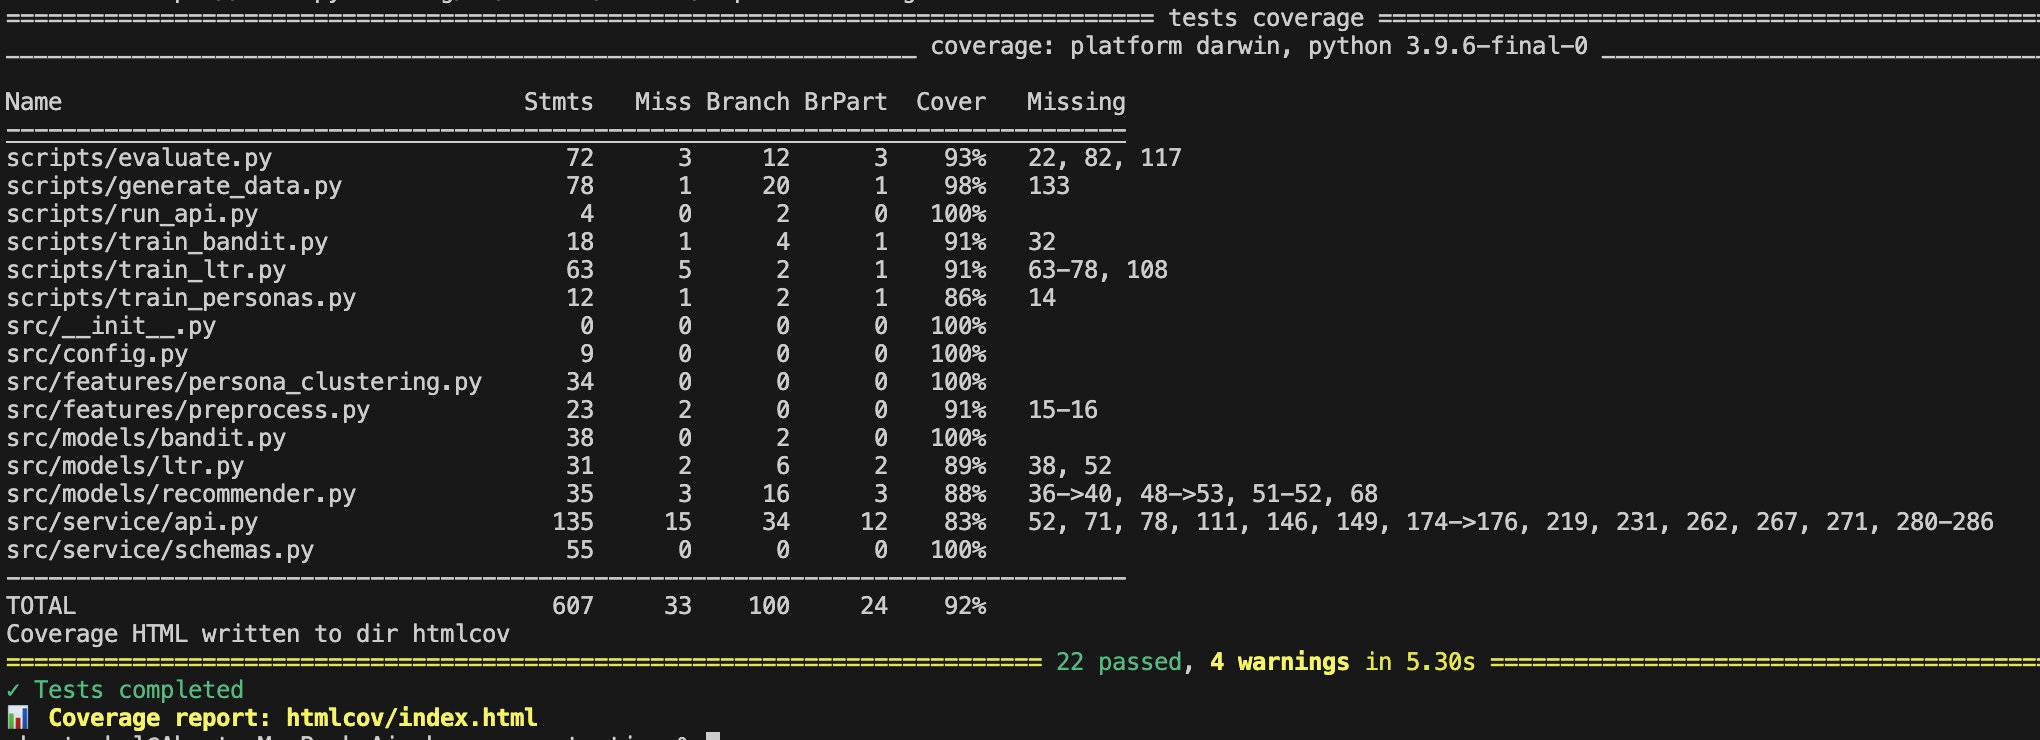 tests coverage
coverage: platform darwin, python 3.9.6-final-0
Name Stmts Miss Branch BrPart Cover Missing
scripts/evaluate.py 72 3 12 3 93% 22, 82, 117
scripts/generate_data.py 78 1 20 1 98% 133
scripts/run_api.py 4 0 2 0 100%
scripts/train_bandit.py 18 1 4 1 91% 32
scripts/train_ltr.py 63 5 2 1 91% 63-78, 108
scripts/train_personas.py 12 1 2 1 86% 14
src/__init__.py 0 0 0 0 100%
src/config.py 9 0 0 0 100%
src/features/persona_clustering.py 34 0 0 0 100%
src/features/preprocess.py 23 2 0 0 91% 15-16
src/models/bandit.py 38 0 2 0 100%
src/models/ltr.py 31 2 6 2 89% 38, 52
src/models/recommender.py 35 3 16 3 88% 36->40, 48->53, 51-52, 68
src/service/api.py 135 15 34 12 83% 52, 71, 78, 111, 146, 149, 174->176, 219, 231, 262, 267, 271, 280-286
src/service/schemas.py 55 0 0 0 100%
TOTAL 607 33 100 24 92%
Coverage HTML written to dir htmlcov
22 passed, 4 warnings in 5.30s
✓ Tests completed
📊 Coverage report: htmlcov/index.html